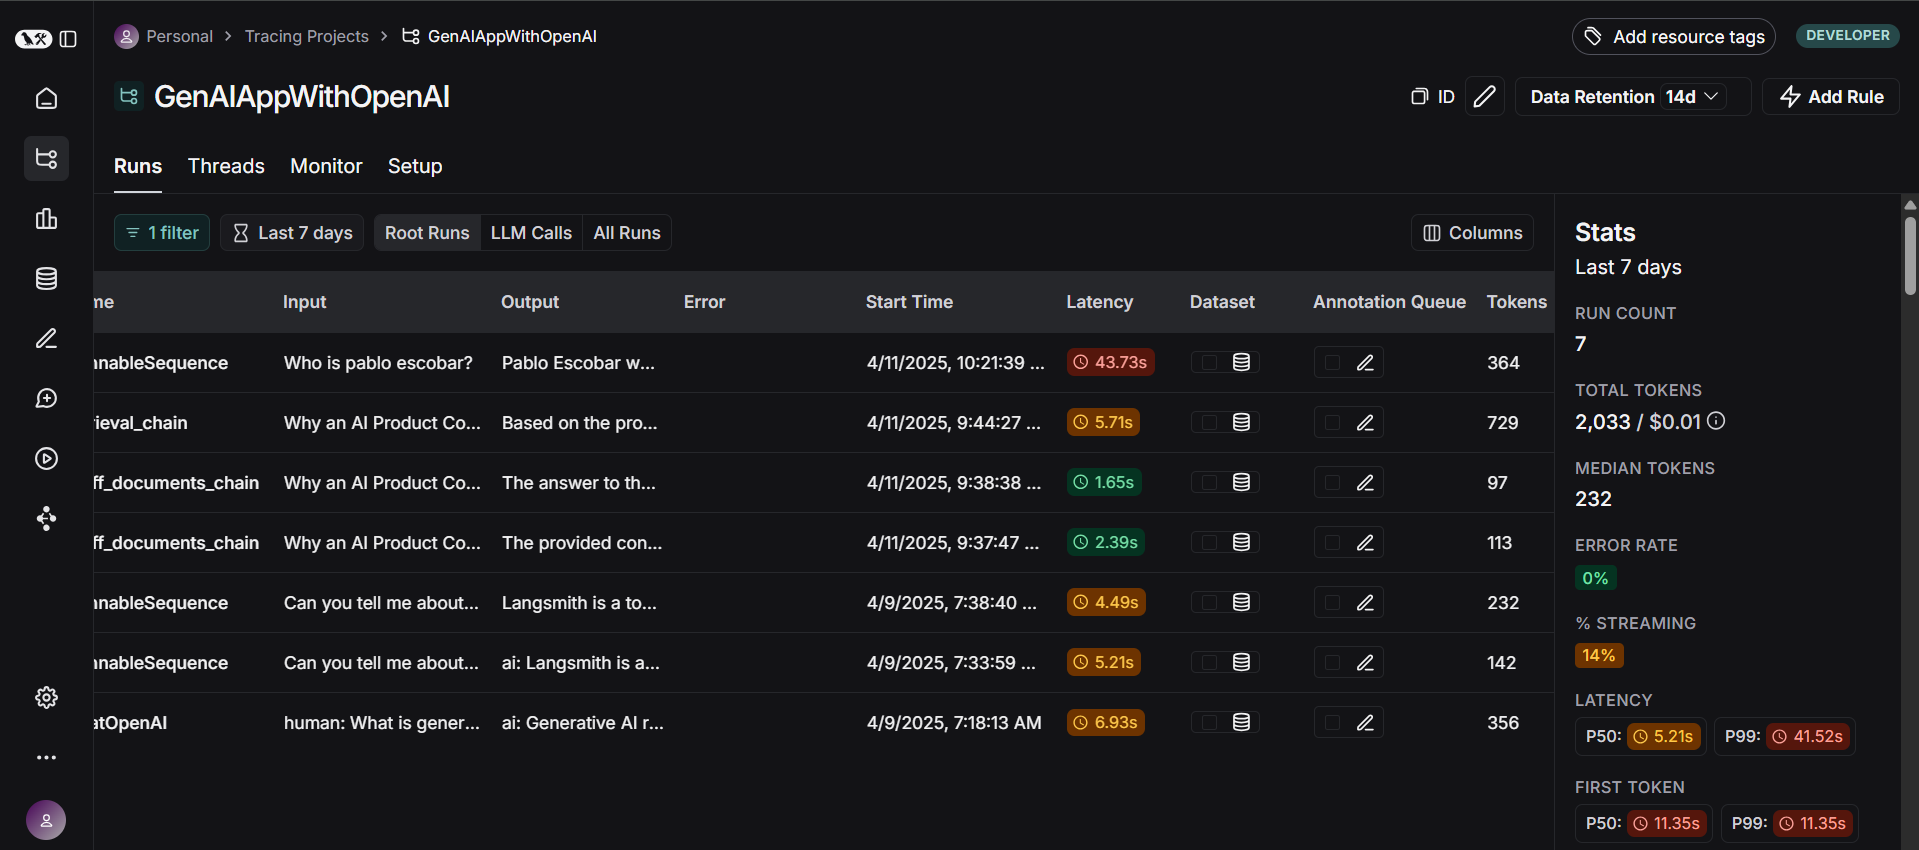 Personal > Tracing Projects > GenAIAppWithOpenAI
Add resource tags
DEVELOPER
GenAIAppWithOpenAI
ID
Data Retention 14d
Add Rule
Runs Threads Monitor Setup
1 filter
Last 7 days
Root Runs LLM Calls All Runs
Columns
me Input Output Error Start Time Latency Dataset Annotation Queue Tokens
nnableSequence Who is pablo escobar? Pablo Escobar w... 4/11/2025, 10:21:39 ... 43.73s 364
rieval_chain Why an AI Product Co... Based on the pro... 4/11/2025, 9:44:27 ... 5.71s 729
ff_documents_chain Why an AI Product Co... The answer to th... 4/11/2025, 9:38:38 ... 1.65s 97
ff_documents_chain Why an AI Product Co... The provided con... 4/11/2025, 9:37:47 ... 2.39s 113
nnableSequence Can you tell me about... Langsmith is a to... 4/9/2025, 7:38:40 ... 4.49s 232
nnableSequence Can you tell me about... ai: Langsmith is a... 4/9/2025, 7:33:59 ... 5.21s 142
atOpenAI human: What is gener... ai: Generative AI r... 4/9/2025, 7:18:13 AM 6.93s 356
Stats
Last 7 days
RUN COUNT
7
TOTAL TOKENS
2,033 / $0.01
MEDIAN TOKENS
232
ERROR RATE
0%
% STREAMING
14%
LATENCY
P50: 5.21s P99: 41.52s
FIRST TOKEN
P50: 11.35s P99: 11.35s